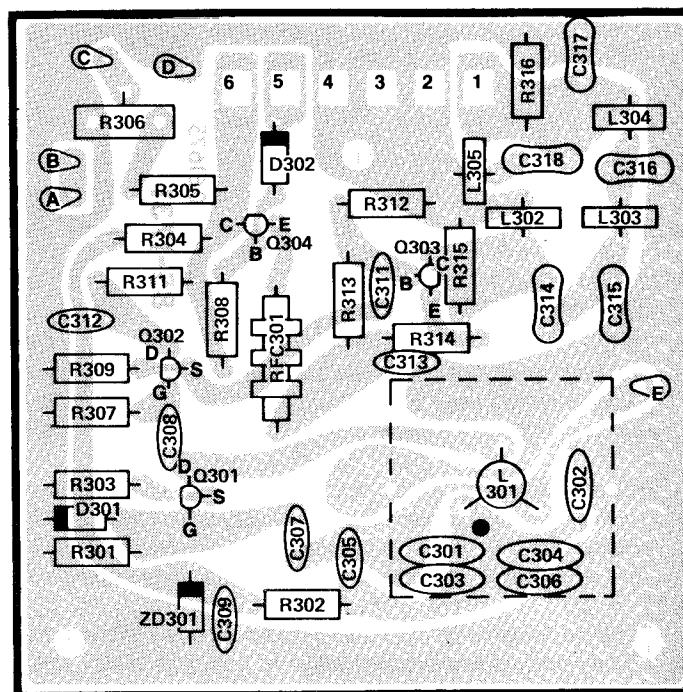 C
D
6 5 4 3 2 1
R316
C317
R306
L304
B
D302
L305
C318
C316
A
R305
R312
L302
L303
R304
C E
B
Q304
Q303
C
B
E
R315
R311
R308
R313
C311
C314
C315
C312
Q302
D
S
G
RFC301
R314
C313
R309
E
R307
C308
D
Q301
S
G
R303
L
301
C302
D301
C307
C305
R301
C301
C304
C303
C306
ZD301
C309
R302